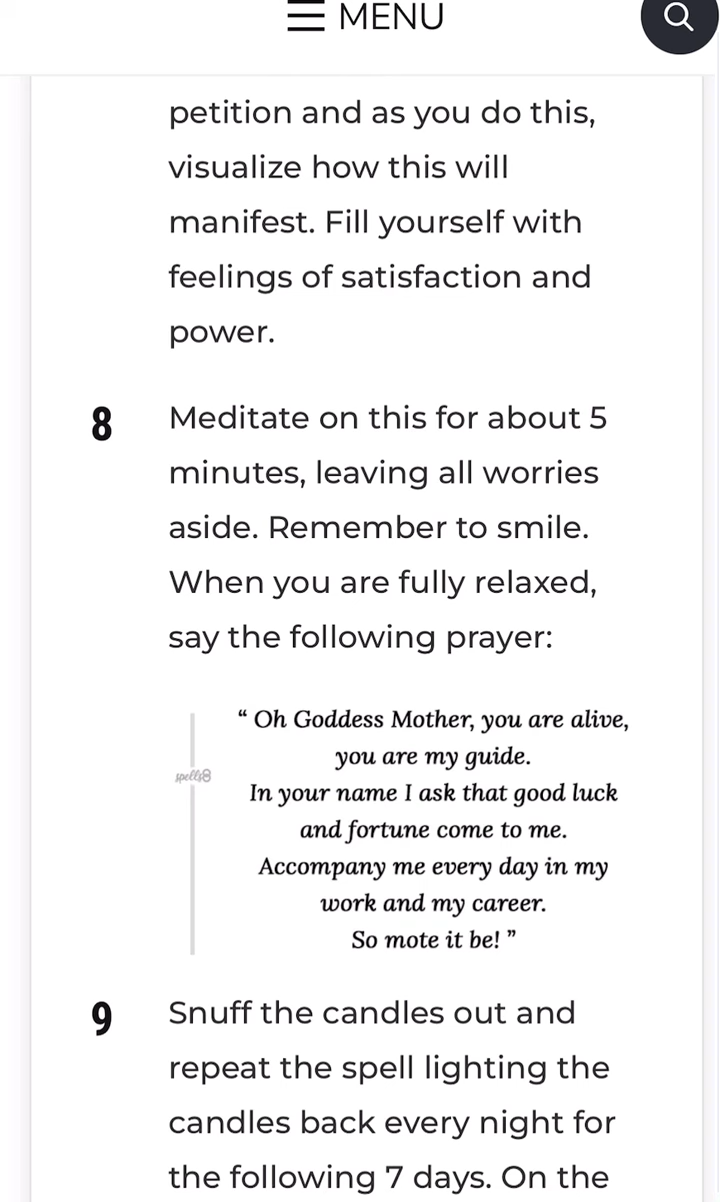 MENU
petition and as you do this,
visualize how this will
manifest. Fill yourself with
feelings of satisfaction and
power.
8
Meditate on this for about 5
minutes, leaving all worries
aside. Remember to smile.
When you are fully relaxed,
say the following prayer:
“ Oh Goddess Mother, you are alive,
you are my guide.
spells8
In your name I ask that good luck
and fortune come to me.
Accompany me every day in my
work and my career.
So mote it be! ”
9
Snuff the candles out and
repeat the spell lighting the
candles back every night for
the following 7 days. On the